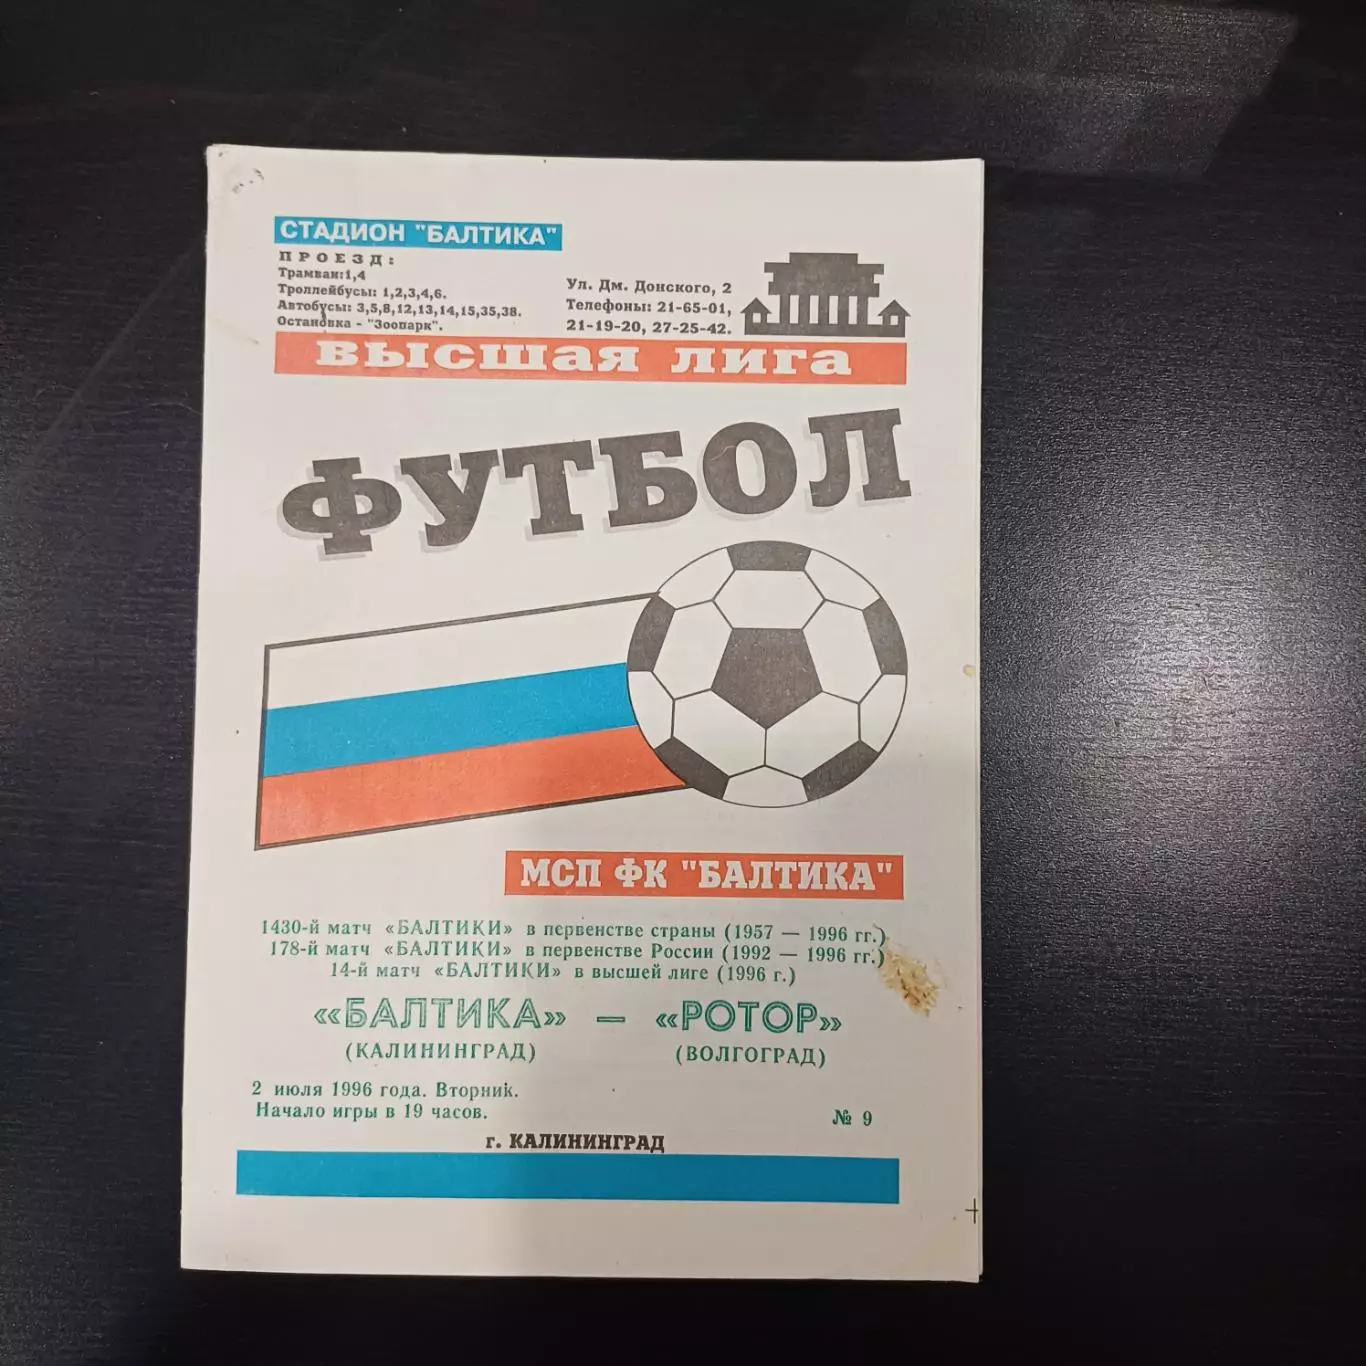 СТАДИОН "БАЛТИКА"
ПРОЕЗД:
Трамваи:1,4
Троллейбусы: 1,2,3,4,6.
Автобусы: 3,5,8,12,13,14,15,35,38.
Остановка - "Зоопарк".
Ул. Дм. Донского, 2
Телефоны: 21-65-01,
21-19-20, 27-25-42.
ВЫСШАЯ ЛИГА
ФУТБОЛ
МСП ФК "БАЛТИКА"
1430-й матч «БАЛТИКИ» в первенстве страны (1957 — 1996 гг.)
178-й матч «БАЛТИКИ» в первенстве России (1992 — 1996 гг.)
14-й матч «БАЛТИКИ» в высшей лиге (1996 г.)
«БАЛТИКА» — «РОТОР»
(КАЛИНИНГРАД) (ВОЛГОГРАД)
2 июля 1996 года. Вторник.
Начало игры в 19 часов. № 9
г. КАЛИНИНГРАД